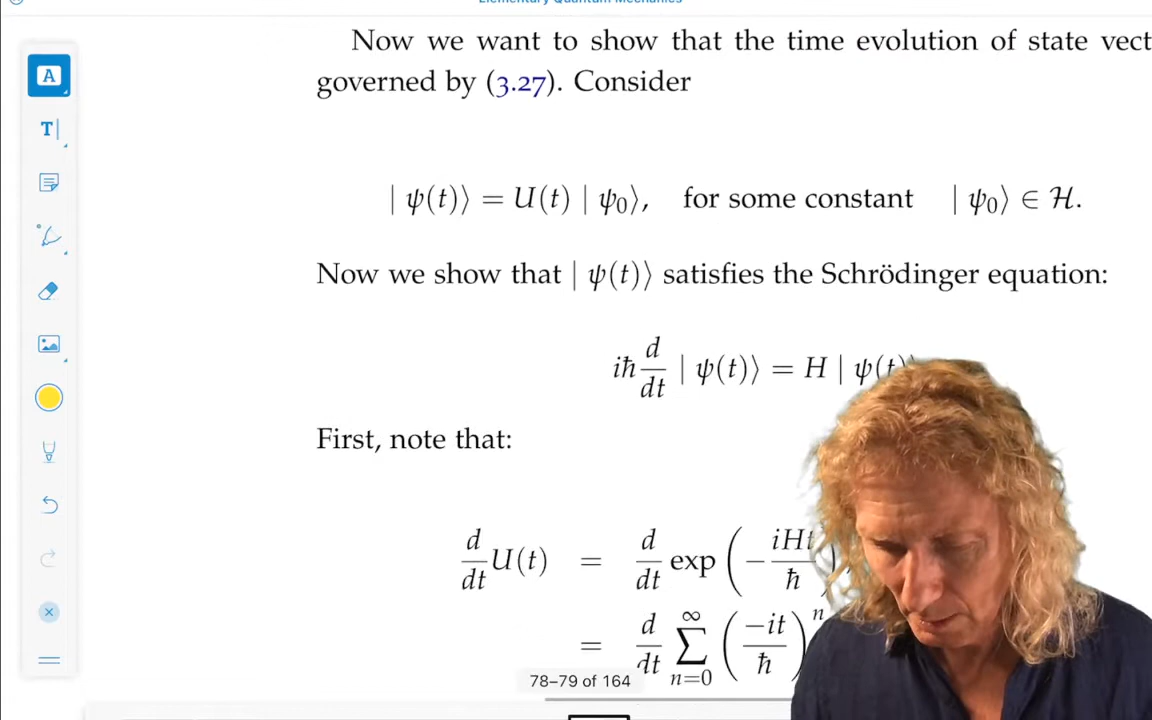 Elementary Quantum Mechanics
Now we want to show that the time evolution of state vect
governed by (3.27). Consider
| ψ(t)⟩ = U(t) | ψ₀⟩, for some constant | ψ₀⟩ ∈ ℋ.
Now we show that | ψ(t)⟩ satisfies the Schrödinger equation:
iħ d/dt | ψ(t)⟩ = H | ψ(t)⟩
First, note that:
d/dt U(t) = d/dt exp (− iHt/ħ)
= d/dt ∑_{n=0}^{∞} (−it/ħ)^n
78–79 of 164
A
T